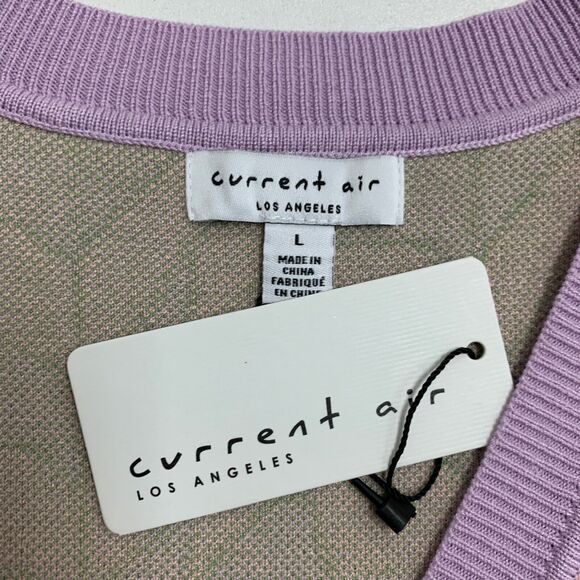 current air
LOS ANGELES
L
MADE IN
CHINA
FABRIQUÉ
EN CHINE
current air
LOS ANGELES